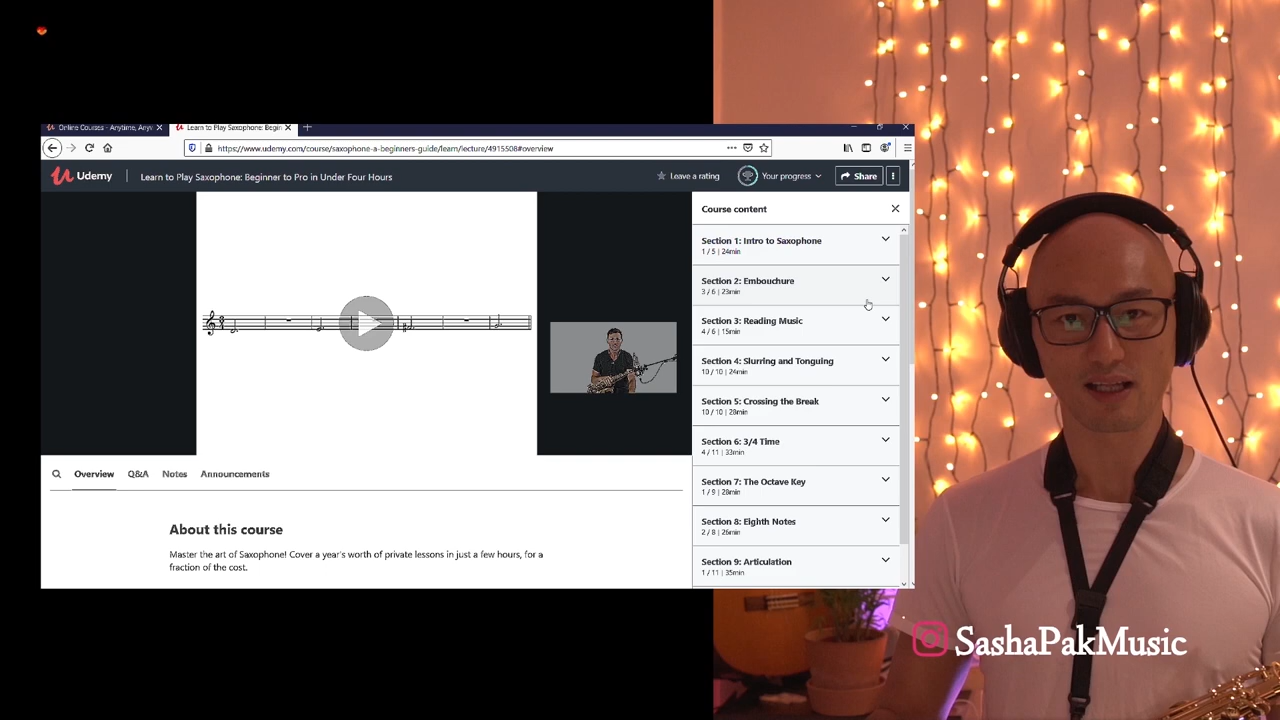 Online Courses - Anytime, Anyw
Learn to Play Saxophone: Begin
https://www.udemy.com/course/saxophone-a-beginners-guide/learn/lecture/4915508#overview
Udemy
Learn to Play Saxophone: Beginner to Pro in Under Four Hours
Leave a rating
Your progress
Share
Course content
Section 1: Intro to Saxophone
1 / 5 | 24min
Section 2: Embouchure
3 / 6 | 23min
Section 3: Reading Music
4 / 6 | 15min
Section 4: Slurring and Tonguing
10 / 10 | 24min
Section 5: Crossing the Break
10 / 10 | 28min
Section 6: 3/4 Time
4 / 11 | 33min
Section 7: The Octave Key
1 / 9 | 28min
Section 8: Eighth Notes
2 / 8 | 26min
Section 9: Articulation
1 / 11 | 35min
Overview
Q&A
Notes
Announcements
About this course
Master the art of Saxophone! Cover a year's worth of private lessons in just a few hours, for a
fraction of the cost.
SashaPakMusic